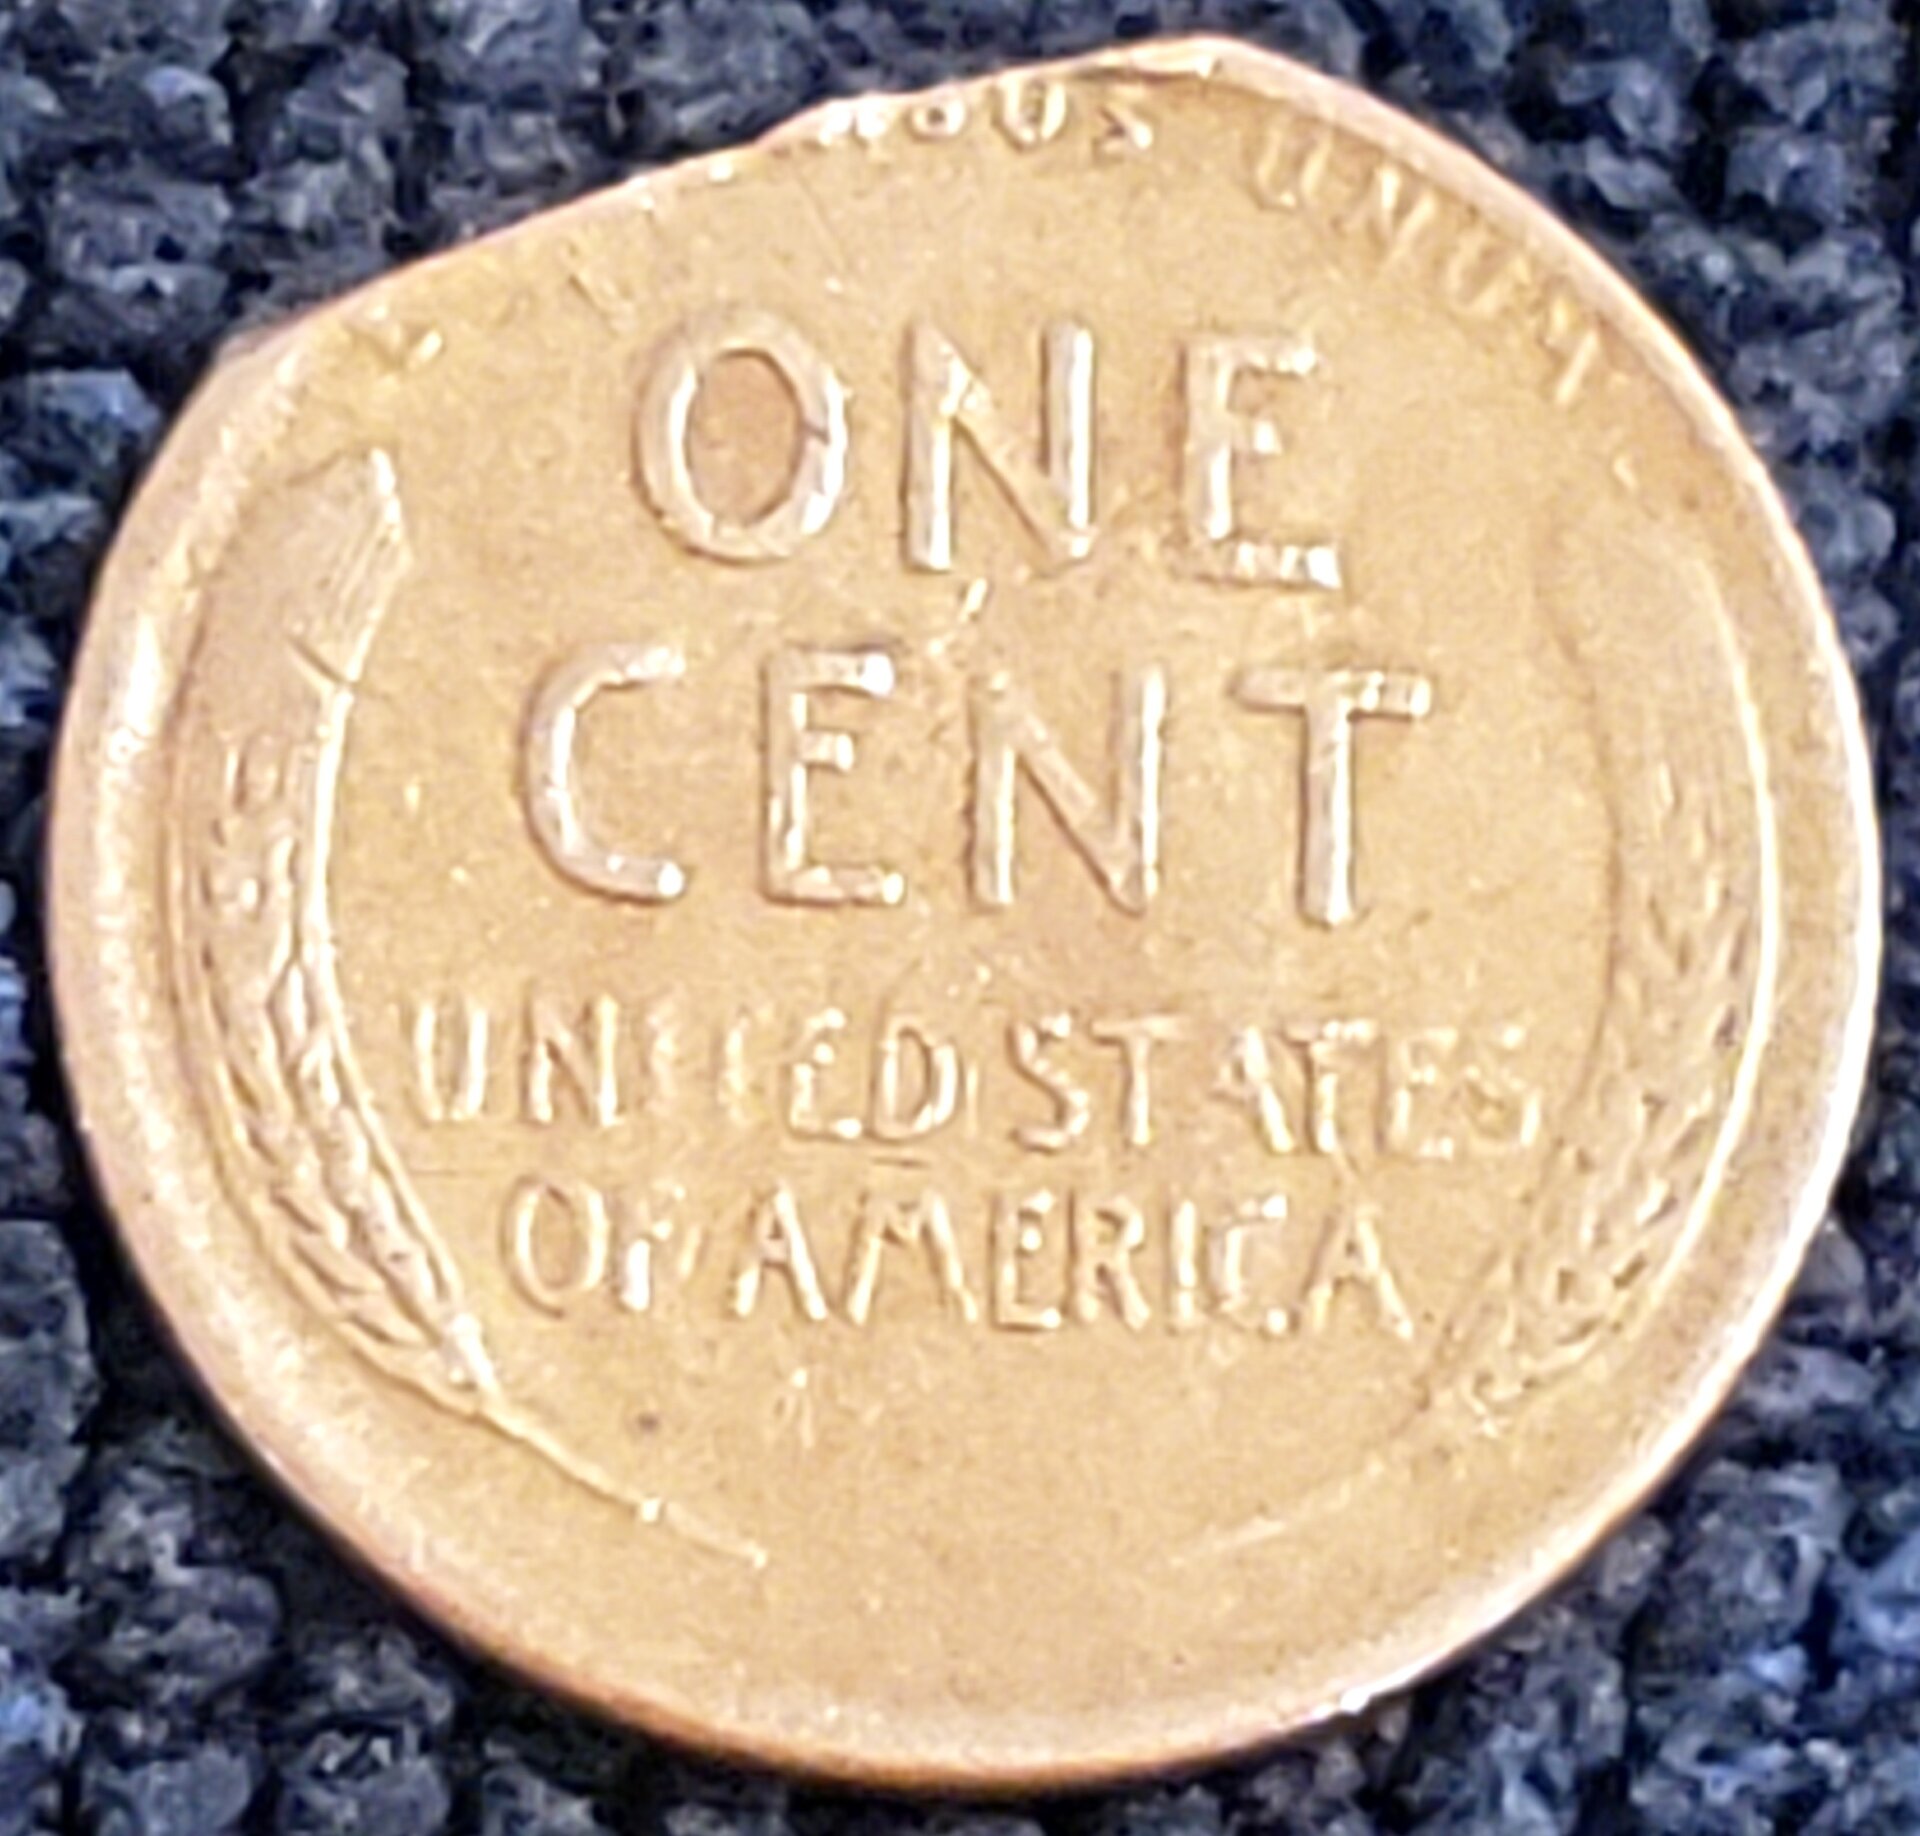 ONE
CENT
UNITED STATES
OF AMERICA